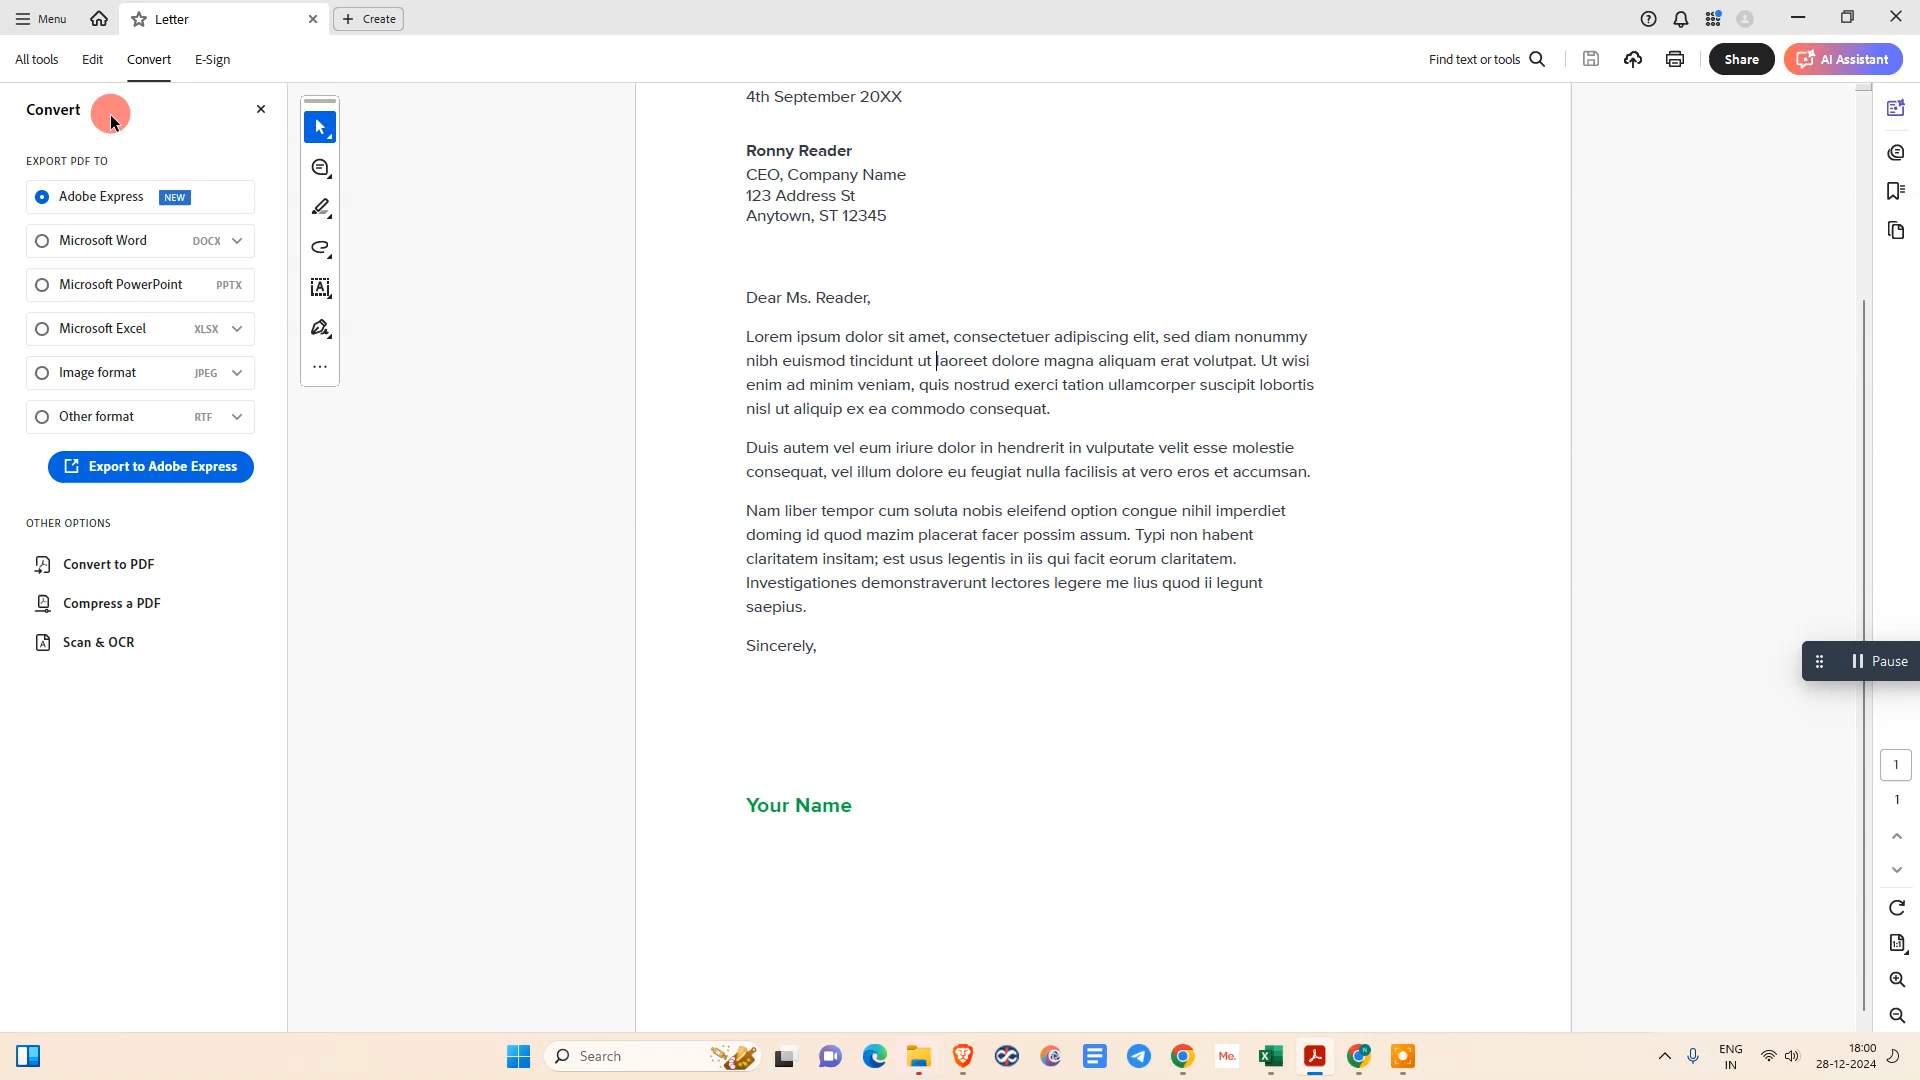 Menu
Letter
Create
All tools
Edit
Convert
E-Sign
Find text or tools
Share
AI Assistant
Convert
EXPORT PDF TO
Adobe Express NEW
Microsoft Word DOCX
Microsoft PowerPoint PPTX
Microsoft Excel XLSX
Image format JPEG
Other format RTF
Export to Adobe Express
OTHER OPTIONS
Convert to PDF
Compress a PDF
Scan & OCR
4th September 20XX
Ronny Reader
CEO, Company Name
123 Address St
Anytown, ST 12345
Dear Ms. Reader,
Lorem ipsum dolor sit amet, consectetuer adipiscing elit, sed diam nonummy
nibh euismod tincidunt ut laoreet dolore magna aliquam erat volutpat. Ut wisi
enim ad minim veniam, quis nostrud exerci tation ullamcorper suscipit lobortis
nisl ut aliquip ex ea commodo consequat.
Duis autem vel eum iriure dolor in hendrerit in vulputate velit esse molestie
consequat, vel illum dolore eu feugiat nulla facilisis at vero eros et accumsan.
Nam liber tempor cum soluta nobis eleifend option congue nihil imperdiet
doming id quod mazim placerat facer possim assum. Typi non habent
claritatem insitam; est usus legentis in iis qui facit eorum claritatem.
Investigationes demonstraverunt lectores legere me lius quod ii legunt
saepius.
Sincerely,
Your Name
Pause
1
1
Search
Me.
ENG
IN
18:00
28-12-2024